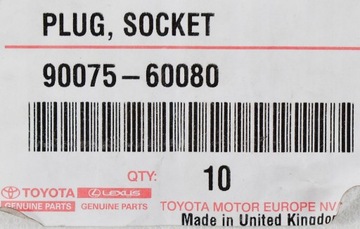 PLUG, SOCKET
90075-60080
QTY: 10
TOYOTA LEXUS TOYOTA MOTOR EUROPE NV
GENUINE PARTS GENUINE PARTS
Made in United Kingdom